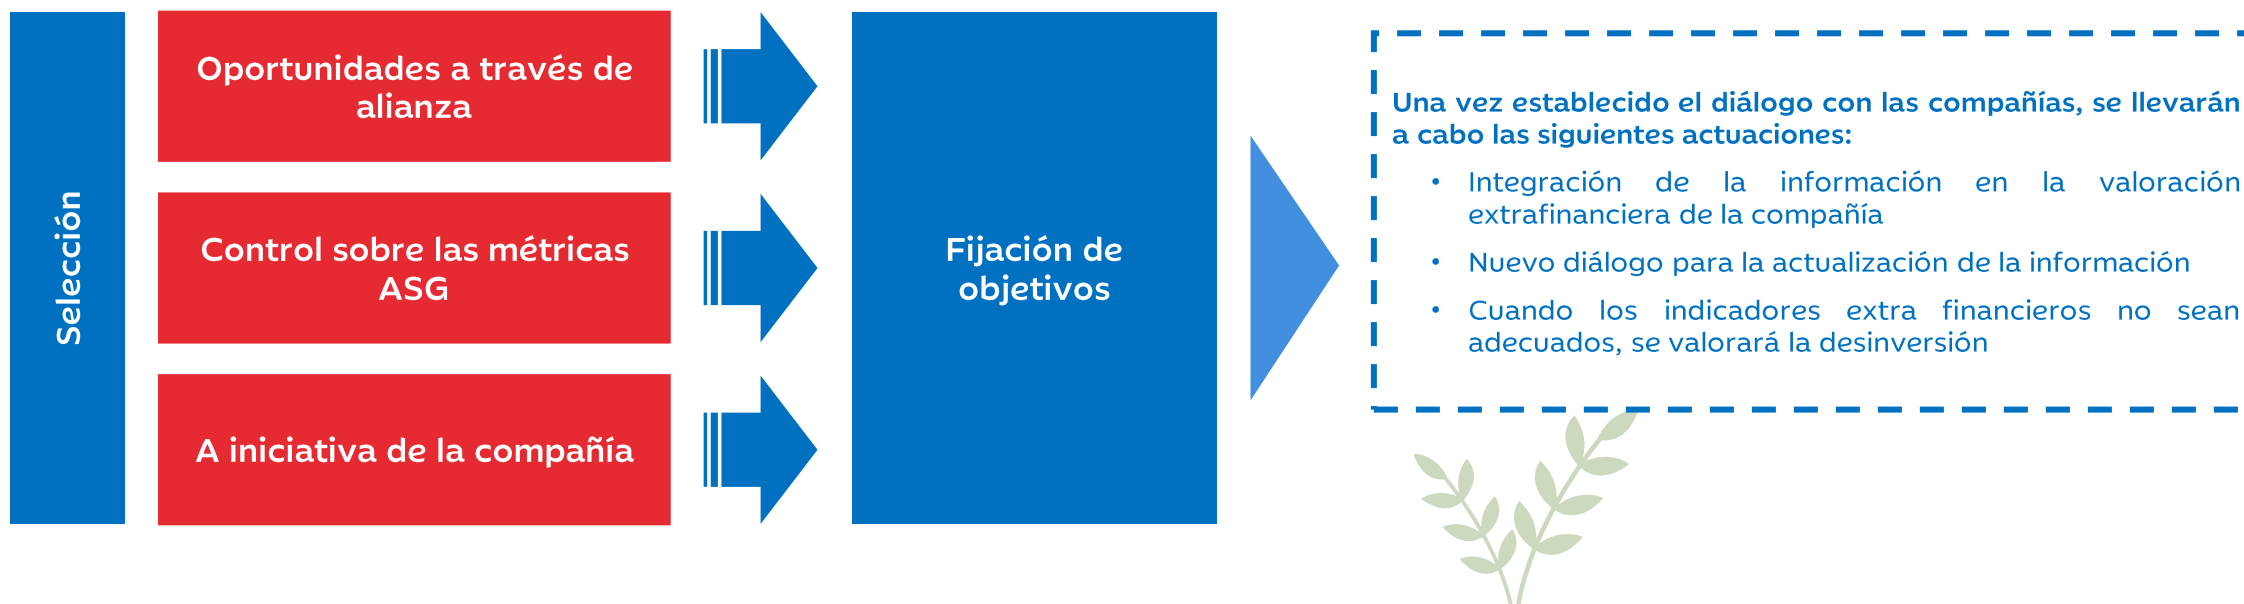 Selección
Oportunidades a través de
alianza
Control sobre las métricas
ASG
A iniciativa de la compañía
Fijación de
objetivos
Una vez establecido el diálogo con las compañías, se llevarán
a cabo las siguientes actuaciones:
• Integración de la información en la valoración
extrafinanciera de la compañía
• Nuevo diálogo para la actualización de la información
• Cuando los indicadores extra financieros no sean
adecuados, se valorará la desinversión